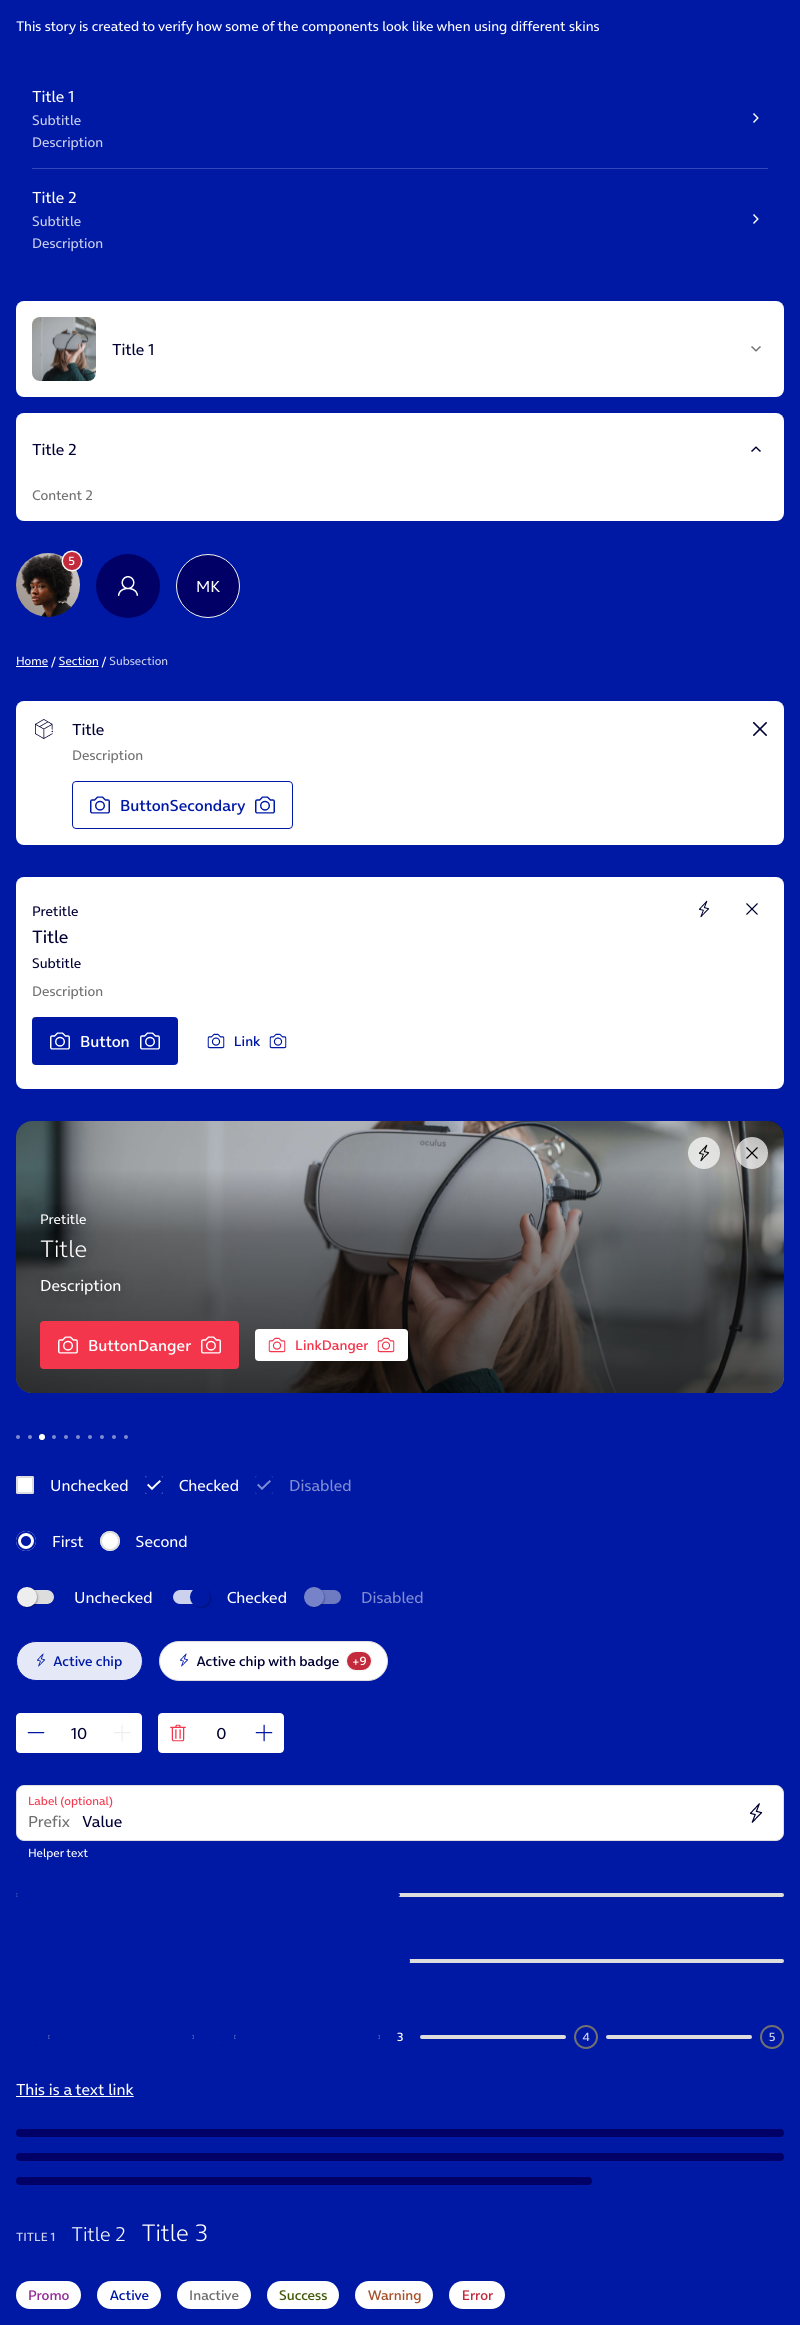 This story is created to verify how some of the components look like when using different skins
Title 1
Subtitle
Description
Title 2
Subtitle
Description
Title 1
Title 2
Content 2
5
MK
Home / Section / Subsection
Title
Description
ButtonSecondary
Pretitle
Title
Subtitle
Description
Button Link
oculus
Pretitle
Title
Description
ButtonDanger LinkDanger
Unchecked Checked Disabled
First Second
Unchecked Checked Disabled
Active chip Active chip with badge +9
10 0
Label (optional)
Prefix Value
Helper text
3 4 5
This is a text link
TITLE 1 Title 2 Title 3
Promo Active Inactive Success Warning Error